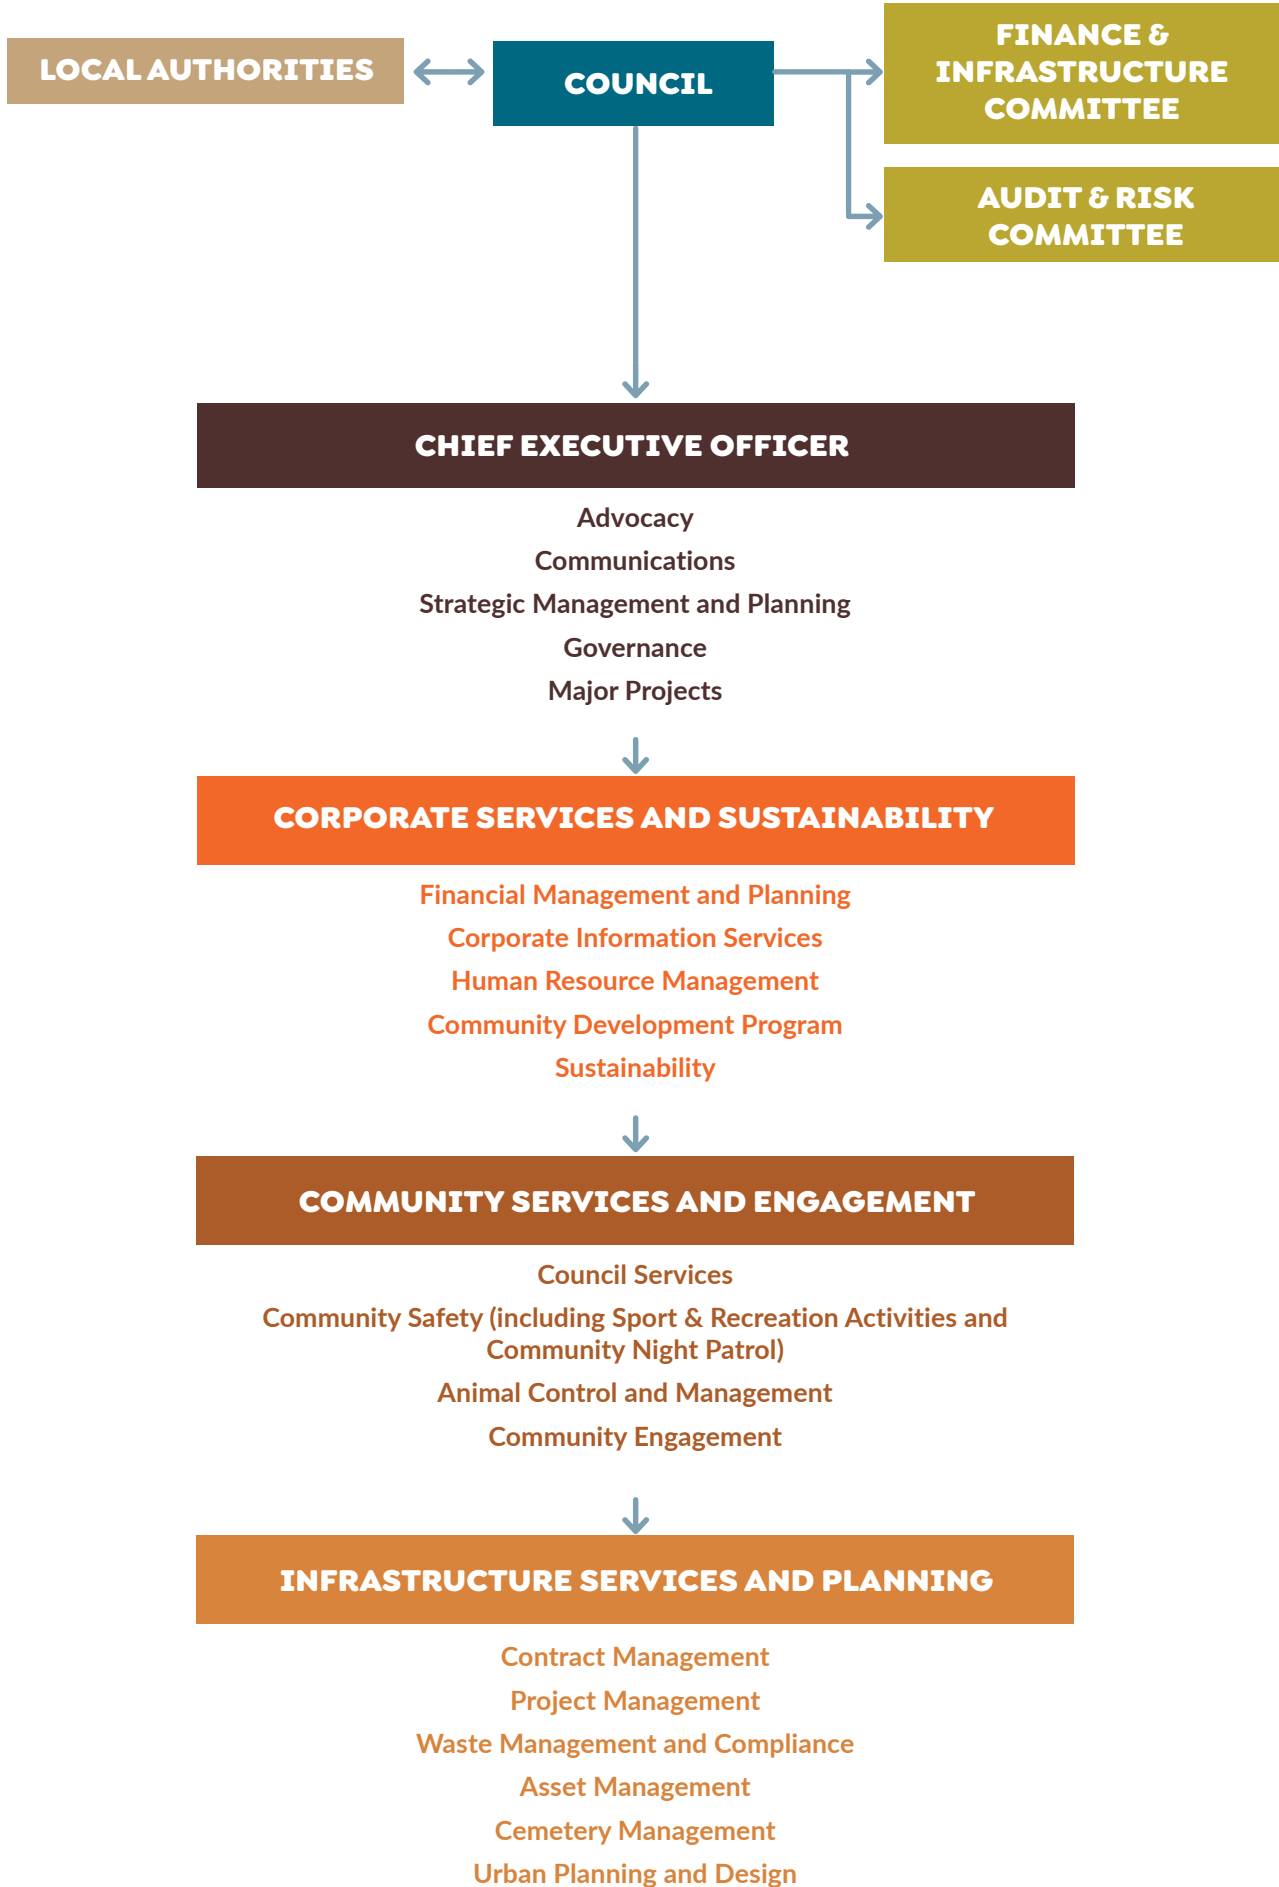 LOCAL AUTHORITIES
COUNCIL
FINANCE &
INFRASTRUCTURE
COMMITTEE
AUDIT & RISK
COMMITTEE
CHIEF EXECUTIVE OFFICER
Advocacy
Communications
Strategic Management and Planning
Governance
Major Projects
CORPORATE SERVICES AND SUSTAINABILITY
Financial Management and Planning
Corporate Information Services
Human Resource Management
Community Development Program
Sustainability
COMMUNITY SERVICES AND ENGAGEMENT
Council Services
Community Safety (including Sport & Recreation Activities and
Community Night Patrol)
Animal Control and Management
Community Engagement
INFRASTRUCTURE SERVICES AND PLANNING
Contract Management
Project Management
Waste Management and Compliance
Asset Management
Cemetery Management
Urban Planning and Design